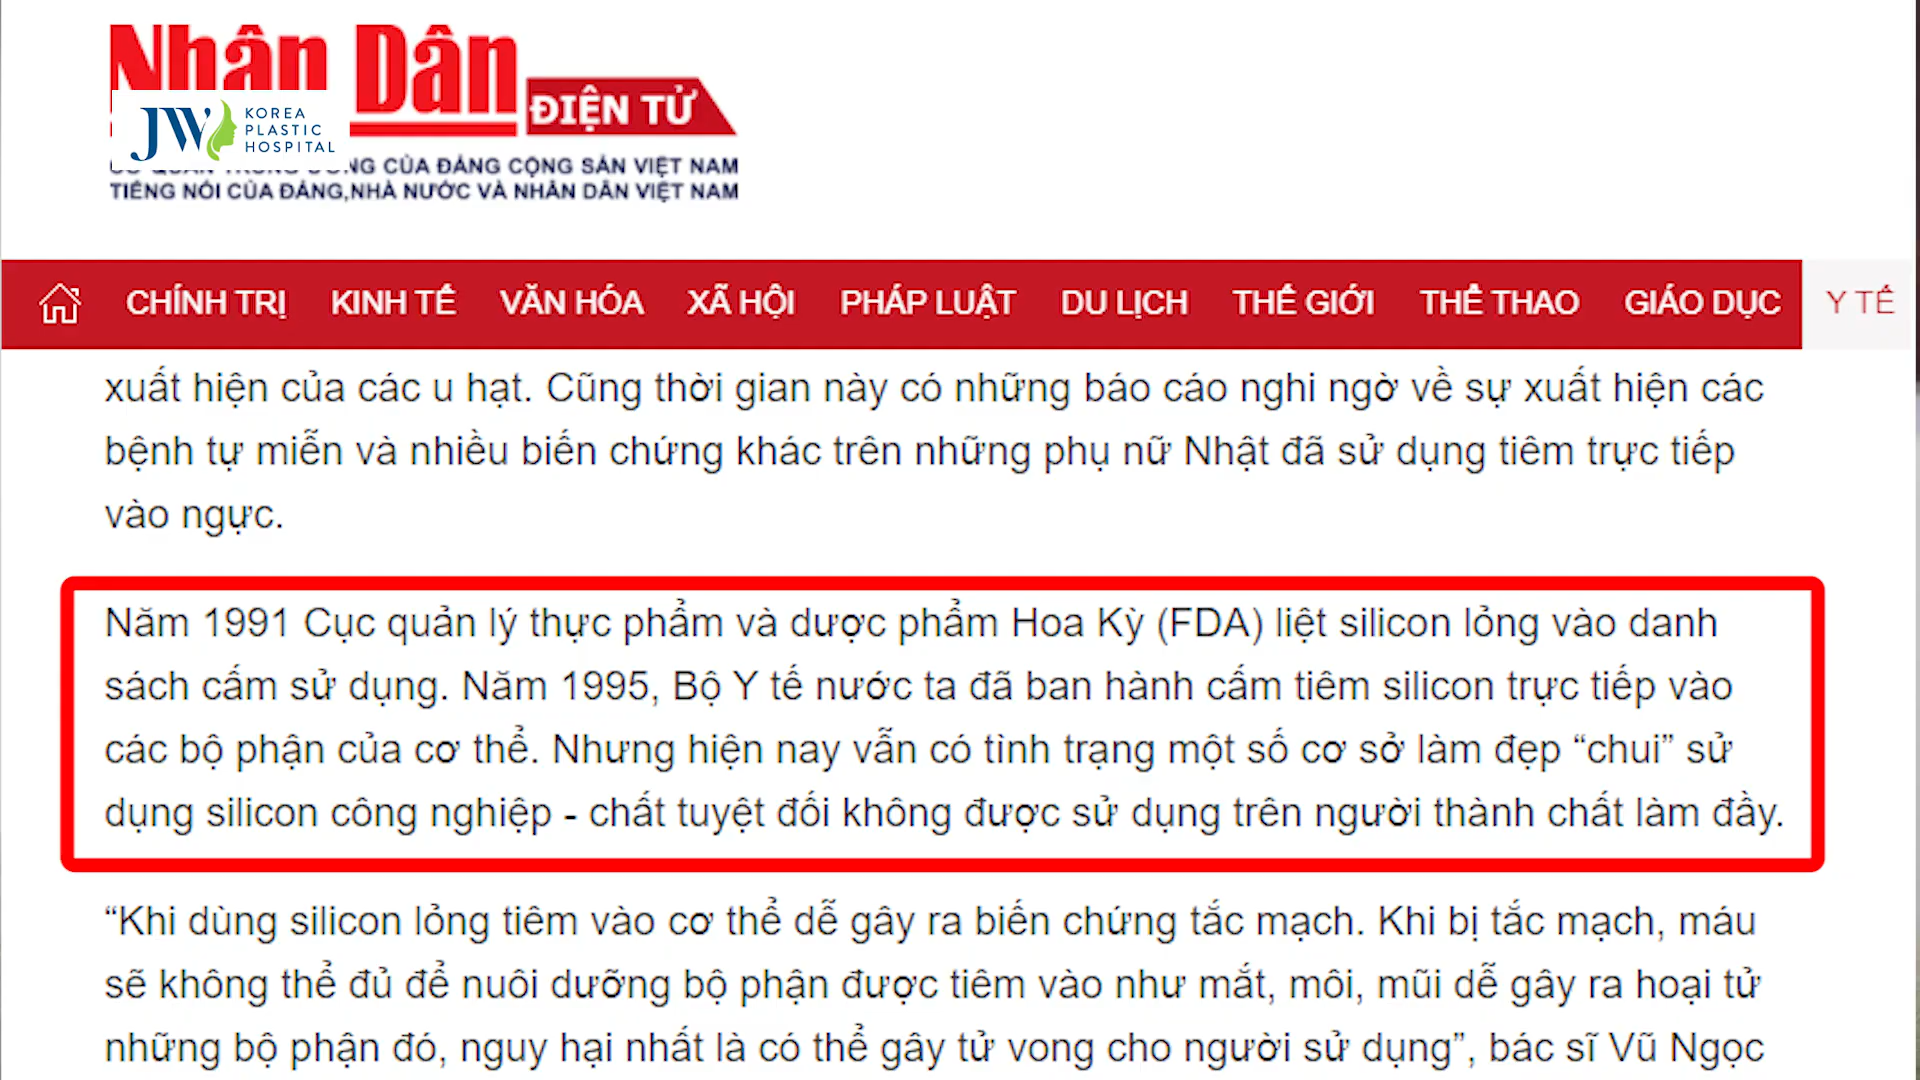 Nhân Dân
ĐIỆN TỬ
JW KOREA
PLASTIC
HOSPITAL
CỦA ĐẢNG CỘNG SẢN VIỆT NAM
TIẾNG NÓI CỦA ĐẢNG,NHÀ NƯỚC VÀ NHÂN DÂN VIỆT NAM
CHÍNH TRỊ KINH TẾ VĂN HÓA XÃ HỘI PHÁP LUẬT DU LỊCH THẾ GIỚI THỂ THAO GIÁO DỤC Y TẾ
xuất hiện của các u hạt. Cũng thời gian này có những báo cáo nghi ngờ về sự xuất hiện các
bệnh tự miễn và nhiều biến chứng khác trên những phụ nữ Nhật đã sử dụng tiêm trực tiếp
vào ngực.
Năm 1991 Cục quản lý thực phẩm và dược phẩm Hoa Kỳ (FDA) liệt silicon lỏng vào danh
sách cấm sử dụng. Năm 1995, Bộ Y tế nước ta đã ban hành cấm tiêm silicon trực tiếp vào
các bộ phận của cơ thể. Nhưng hiện nay vẫn có tình trạng một số cơ sở làm đẹp “chui” sử
dụng silicon công nghiệp - chất tuyệt đối không được sử dụng trên người thành chất làm đầy.
“Khi dùng silicon lỏng tiêm vào cơ thể dễ gây ra biến chứng tắc mạch. Khi bị tắc mạch, máu
sẽ không thể đủ để nuôi dưỡng bộ phận được tiêm vào như mắt, môi, mũi dễ gây ra hoại tử
những bộ phận đó, nguy hại nhất là có thể gây tử vong cho người sử dụng”, bác sĩ Vũ Ngọc